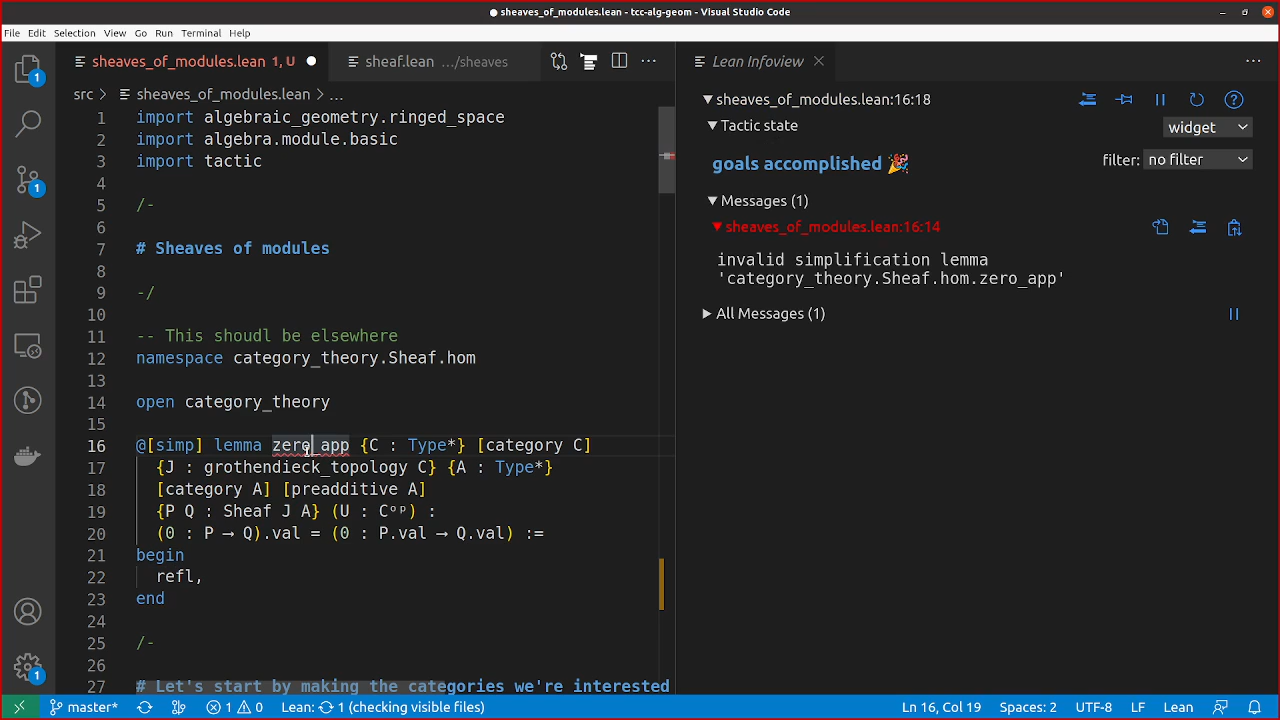 sheaves_of_modules.lean - tcc-alg-geom - Visual Studio Code
File Edit Selection View Go Run Terminal Help
sheaves_of_modules.lean 1, U
sheaf.lean .../sheaves
Lean Infoview
src > sheaves_of_modules.lean > ...
1 import algebraic_geometry.ringed_space
2 import algebra.module.basic
3 import tactic
4
5 /-
6
7 # Sheaves of modules
8
9 -/
10
11 -- This shoudl be elsewhere
12 namespace category_theory.Sheaf.hom
13
14 open category_theory
15
16 @[simp] lemma zero_app {C : Type*} [category C]
17 {J : grothendieck_topology C} {A : Type*}
18 [category A] [preadditive A]
19 {P Q : Sheaf J A} (U : Cᵒᵖ) :
20 (0 : P ⟶ Q).val = (0 : P.val ⟶ Q.val) :=
21 begin
22 refl,
23 end
24
25 /-
26
27 # Let's start by making the categories we're interested
sheaves_of_modules.lean:16:18
Tactic state
widget
goals accomplished 🎉
filter: no filter
Messages (1)
sheaves_of_modules.lean:16:14
invalid simplification lemma
'category_theory.Sheaf.hom.zero_app'
All Messages (1)
1
1
1
master*
1 0
Lean: 1 (checking visible files)
Ln 16, Col 19
Spaces: 2
UTF-8
LF
Lean